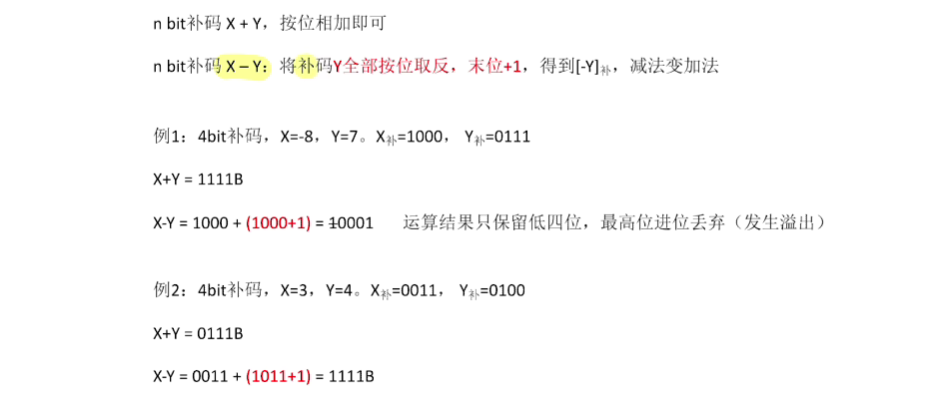 n bit补码 X + Y，按位相加即可
n bit补码 X – Y：将补码Y全部按位取反，末位+1，得到[-Y]补，减法变加法
例1：4bit补码，X=-8，Y=7。X补=1000， Y补=0111
X+Y = 1111B
X-Y = 1000 + (1000+1) = 10001 运算结果只保留低四位，最高位进位丢弃（发生溢出）
例2：4bit补码，X=3，Y=4。X补=0011， Y补=0100
X+Y = 0111B
X-Y = 0011 + (1011+1) = 1111B